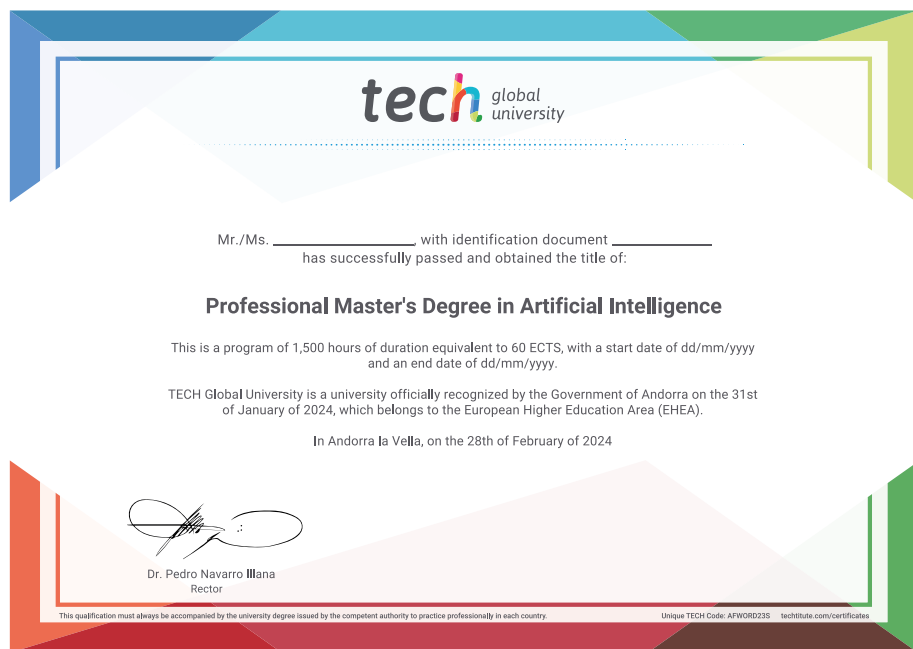 tech global university
Mr./Ms. ____________________, with identification document ______________
has successfully passed and obtained the title of:
Professional Master's Degree in Artificial Intelligence
This is a program of 1,500 hours of duration equivalent to 60 ECTS, with a start date of dd/mm/yyyy
and an end date of dd/mm/yyyy.
TECH Global University is a university officially recognized by the Government of Andorra on the 31st
of January of 2024, which belongs to the European Higher Education Area (EHEA).
In Andorra la Vella, on the 28th of February of 2024
Dr. Pedro Navarro Illana
Rector
This qualification must always be accompanied by the university degree issued by the competent authority to practice professionally in each country. Unique TECH Code: AFWORD23S techtitute.com/certificates